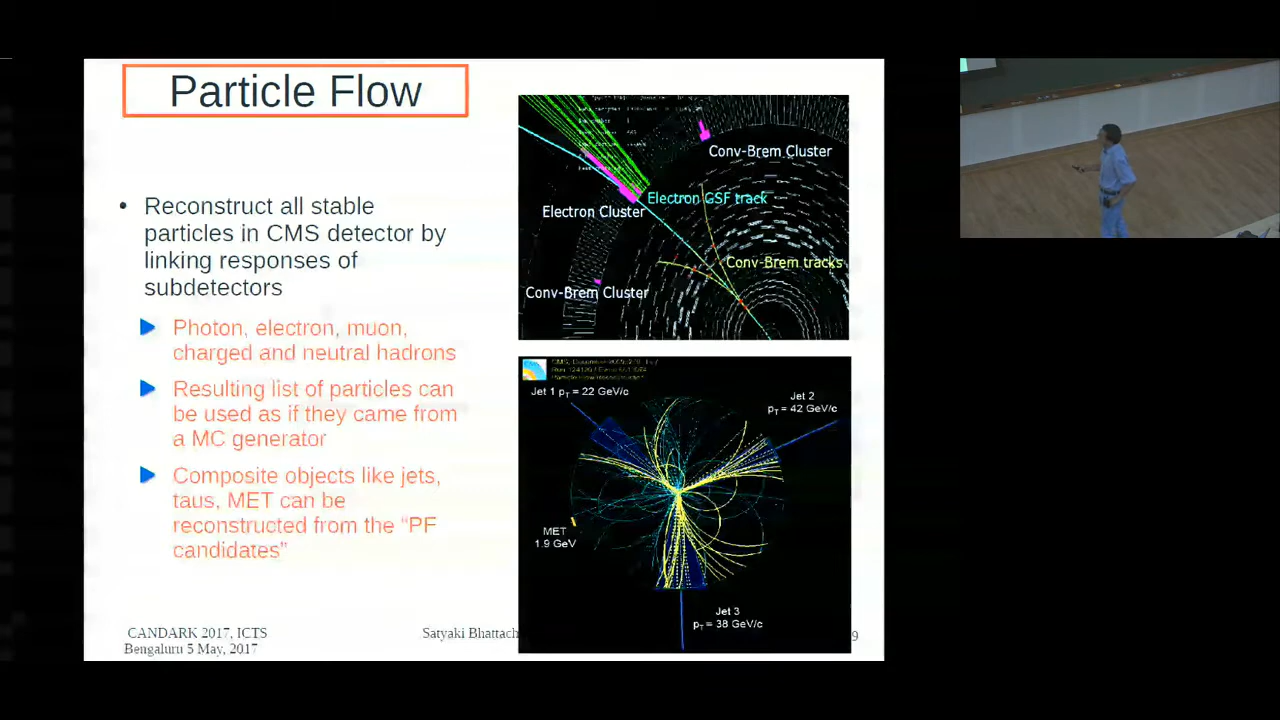 Particle Flow
• Reconstruct all stable
particles in CMS detector by
linking responses of
subdetectors
Photon, electron, muon,
charged and neutral hadrons
Resulting list of particles can
be used as if they came from
a MC generator
Composite objects like jets,
taus, MET can be
reconstructed from the “PF
candidates”
Conv-Brem Cluster
Electron GSF track
Electron Cluster
Conv-Brem tracks
Conv-Brem Cluster
Jet 1 pT = 22 GeV/c
Jet 2
pT = 42 GeV/c
MET
1.9 GeV
Jet 3
pT = 38 GeV/c
CANDARK 2017, ICTS
Bengaluru 5 May, 2017
Satyaki Bhattach
9